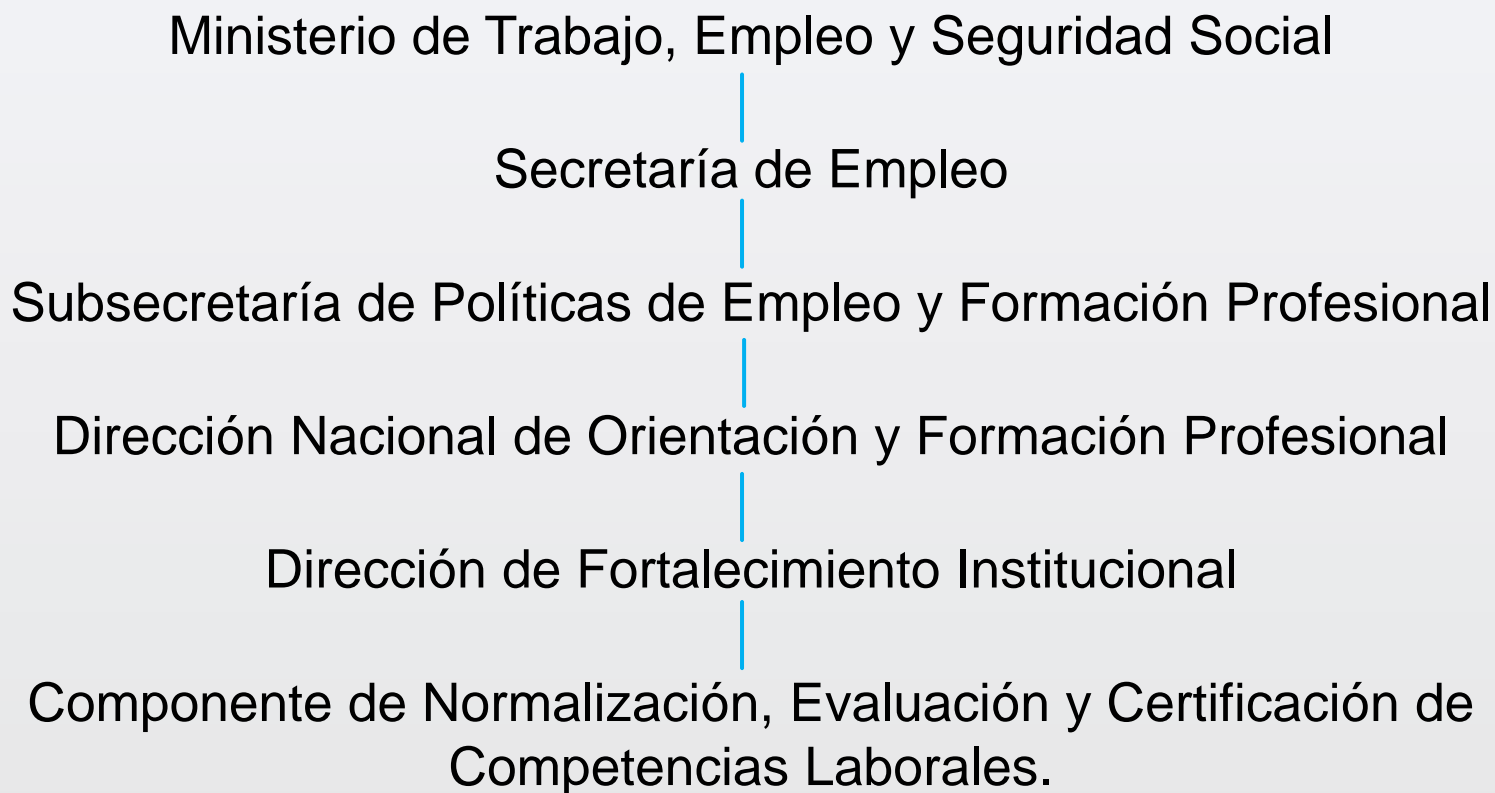 Ministerio de Trabajo, Empleo y Seguridad Social
Secretaría de Empleo
Subsecretaría de Políticas de Empleo y Formación Profesional
Dirección Nacional de Orientación y Formación Profesional
Dirección de Fortalecimiento Institucional
Componente de Normalización, Evaluación y Certificación de
Competencias Laborales.